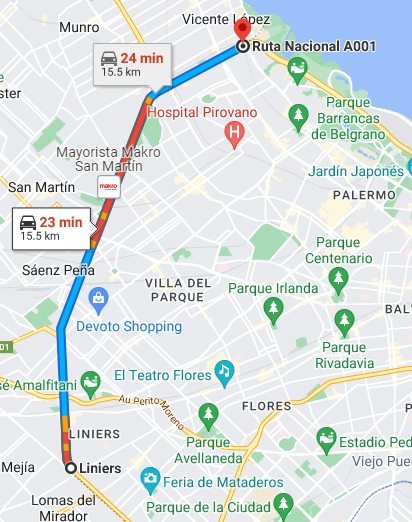 Vicente López
Munro
Ruta Nacional A001
24 min
15.5 km
ster
Hospital Pirovano
Parque
Barrancas
de Belgrano
Mayorista Makro
San Martín
makro
Jardín Japonés
San Martín
PALERMO
23 min
15.5 km
Parque
Centenario
Sáenz Peña
VILLA DEL
PARQUE
Parque Irlanda
BALV
Devoto Shopping
01
Parque
Rivadavia
El Teatro Flores
sé Amalfitani
Au Perito Moreno
FLORES
LINIERS
Parque
Avellaneda
Estadio Ped
Viejo Puer
Mejía
Liniers
Feria de Mataderos
Lomas del
Mirador
Parque
de la Ciudad